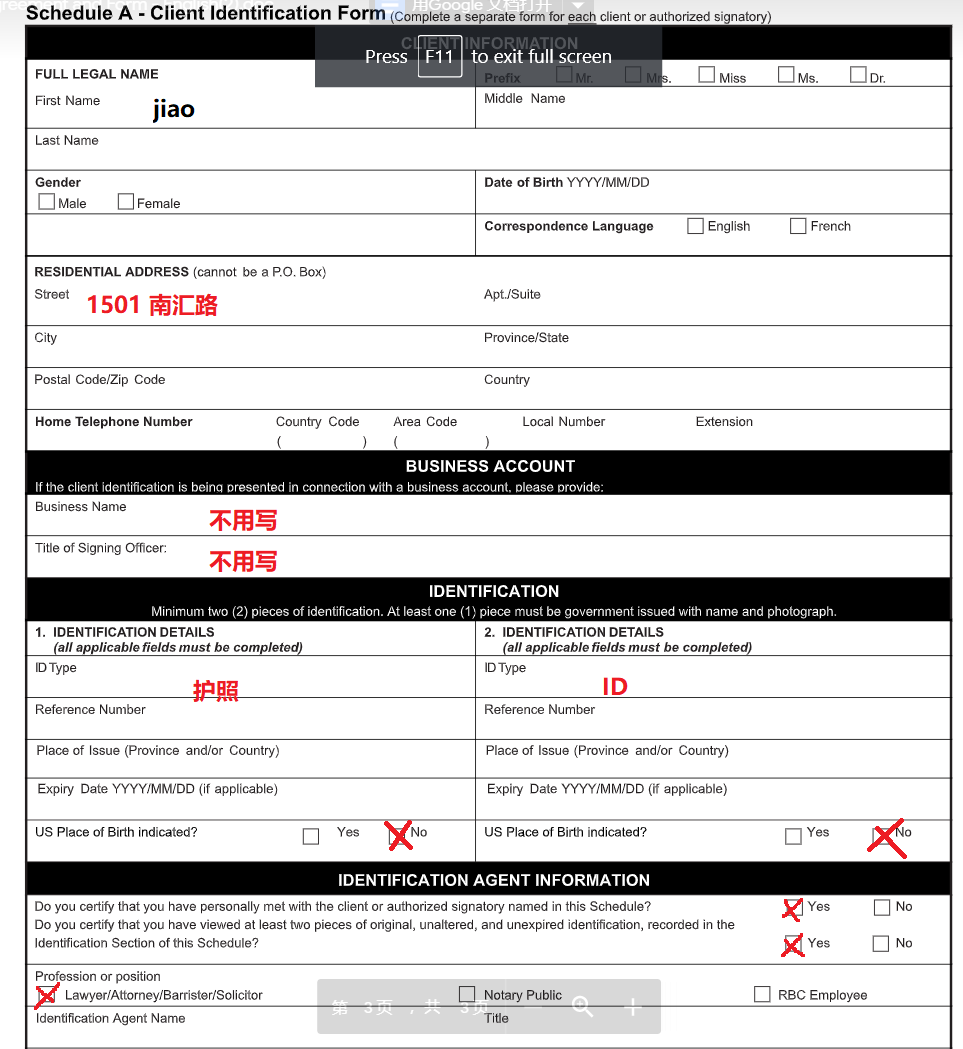 Schedule A - Client Identification Form (Complete a separate form for each client or authorized signatory)
用Google 文档打开
CLIENT INFORMATION
Press F11 to exit full screen
FULL LEGAL NAME
Prefix Mr. Mrs. Miss Ms. Dr.
First Name jiao
Middle Name
Last Name
Gender
Male Female
Date of Birth YYYY/MM/DD
Correspondence Language English French
RESIDENTIAL ADDRESS (cannot be a P.O. Box)
Street 1501 南汇路
Apt./Suite
City
Province/State
Postal Code/Zip Code
Country
Home Telephone Number Country Code Area Code Local Number Extension
( ) ( )
BUSINESS ACCOUNT
If the client identification is being presented in connection with a business account, please provide:
Business Name 不用写
Title of Signing Officer: 不用写
IDENTIFICATION
Minimum two (2) pieces of identification. At least one (1) piece must be government issued with name and photograph.
1. IDENTIFICATION DETAILS
(all applicable fields must be completed)
2. IDENTIFICATION DETAILS
(all applicable fields must be completed)
ID Type 护照
ID Type ID
Reference Number
Reference Number
Place of Issue (Province and/or Country)
Place of Issue (Province and/or Country)
Expiry Date YYYY/MM/DD (if applicable)
Expiry Date YYYY/MM/DD (if applicable)
US Place of Birth indicated? Yes No
US Place of Birth indicated? Yes No
IDENTIFICATION AGENT INFORMATION
Do you certify that you have personally met with the client or authorized signatory named in this Schedule? Yes No
Do you certify that you have viewed at least two pieces of original, unaltered, and unexpired identification, recorded in the
Identification Section of this Schedule? Yes No
Profession or position
Lawyer/Attorney/Barrister/Solicitor Notary Public RBC Employee
第 3页 , 共 3页
Identification Agent Name
Title